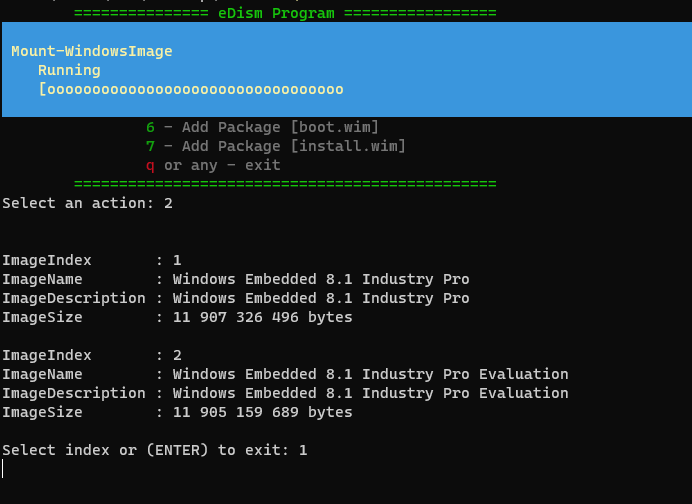 =============== eDism Program =================
Mount-WindowsImage
Running
[ooooooooooooooooooooooooooooooooo
6 - Add Package [boot.wim]
7 - Add Package [install.wim]
q or any - exit
===============================================
Select an action: 2
ImageIndex : 1
ImageName : Windows Embedded 8.1 Industry Pro
ImageDescription : Windows Embedded 8.1 Industry Pro
ImageSize : 11 907 326 496 bytes
ImageIndex : 2
ImageName : Windows Embedded 8.1 Industry Pro Evaluation
ImageDescription : Windows Embedded 8.1 Industry Pro Evaluation
ImageSize : 11 905 159 689 bytes
Select index or (ENTER) to exit: 1